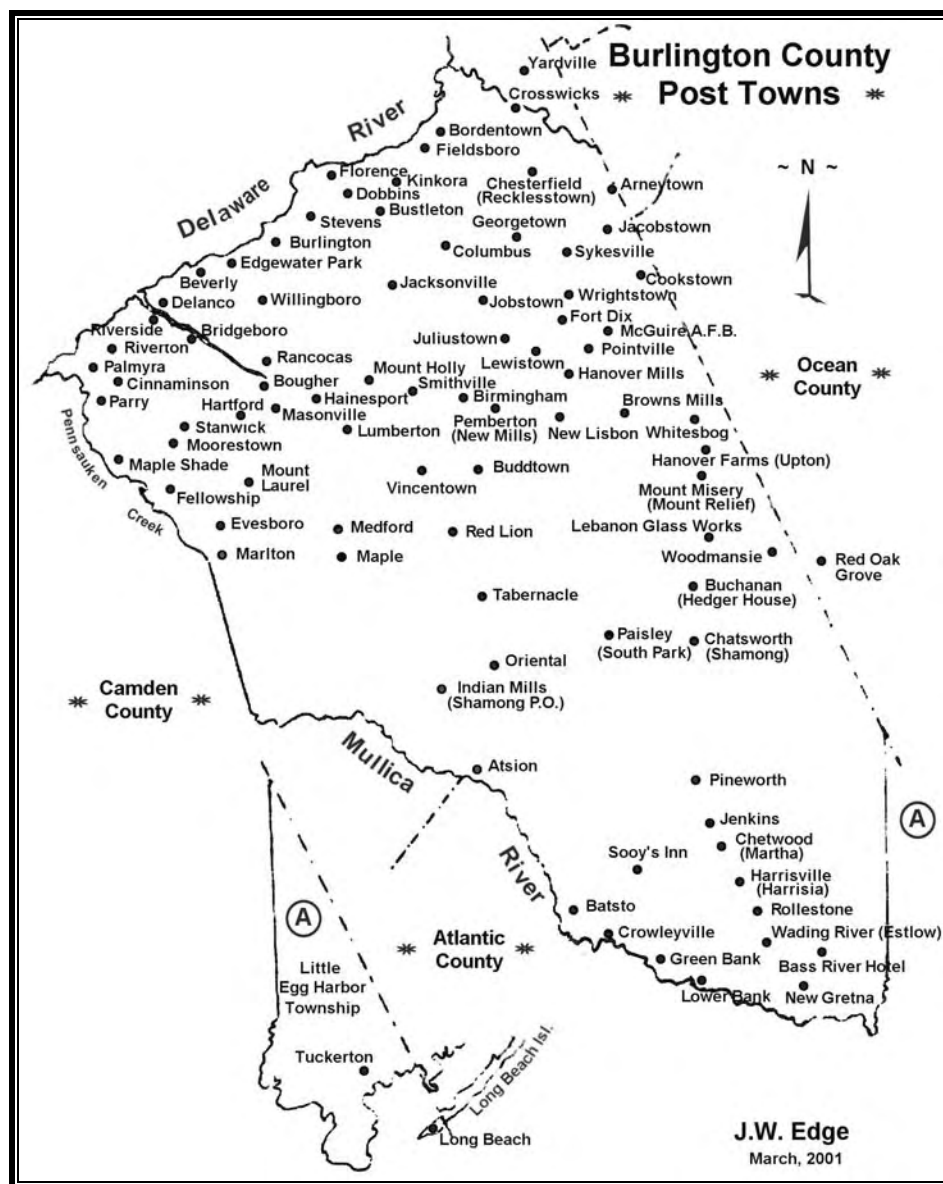 Burlington County
Post Towns
~ N ~
Delaware
River
Yardville
Crosswicks
Bordentown
Fieldsboro
Florence
Kinkora
Dobbins
Bustleton
Stevens
Chesterfield
(Recklesstown)
Arneytown
Georgetown
Jacobstown
Burlington
Columbus
Sykesville
Edgewater Park
Beverly
Cookstown
Delanco
Willingboro
Jacksonville
Jobstown
Wrightstown
Fort Dix
Riverside
Bridgeboro
McGuire A.F.B.
Riverton
Juliustown
Lewistown
Pointville
Palmyra
Rancocas
Mount Holly
Hanover Mills
Ocean
County
Cinnaminson
Bougher
Smithville
Parry
Hartford
Hainesport
Birmingham
Browns Mills
Masonville
Pemberton
(New Mills)
New Lisbon
Whitesbog
Stanwick
Lumberton
Moorestown
Hanover Farms (Upton)
Maple Shade
Mount
Laurel
Vincentown
Buddtown
Mount Misery
(Mount Relief)
Fellowship
Pennsauken
Creek
Evesboro
Medford
Red Lion
Lebanon Glass Works
Marlton
Maple
Woodmansie
Red Oak
Grove
Tabernacle
Buchanan
(Hedger House)
Paisley
(South Park)
Chatsworth
(Shamong)
Oriental
Camden
County
Indian Mills
(Shamong P.O.)
Mullica
River
Atsion
Pineworth
Jenkins
A
Chetwood
(Martha)
Sooy's Inn
Harrisville
(Harrisia)
Batsto
Rollestone
A
Crowleyville
Wading River (Estlow)
Atlantic
County
Green Bank
Bass River Hotel
Little
Egg Harbor
Township
Lower Bank
New Gretna
Tuckerton
Long Beach Isl.
Long Beach
J.W. Edge
March, 2001